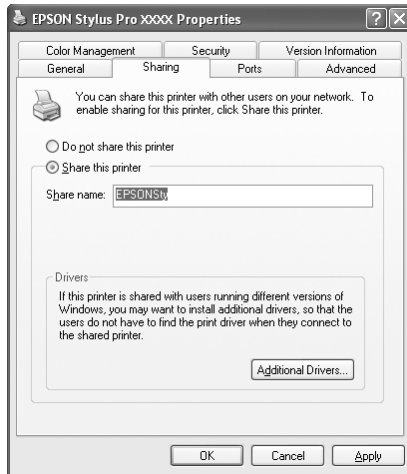 EPSON Stylus Pro XXXX Properties
Color Management Security Version Information
General Sharing Ports Advanced
You can share this printer with other users on your network. To
enable sharing for this printer, click Share this printer.
Do not share this printer
Share this printer
Share name: EPSONSty
Drivers
If this printer is shared with users running different versions of
Windows, you may want to install additional drivers, so that the
users do not have to find the print driver when they connect to
the shared printer.
Additional Drivers...
OK Cancel Apply